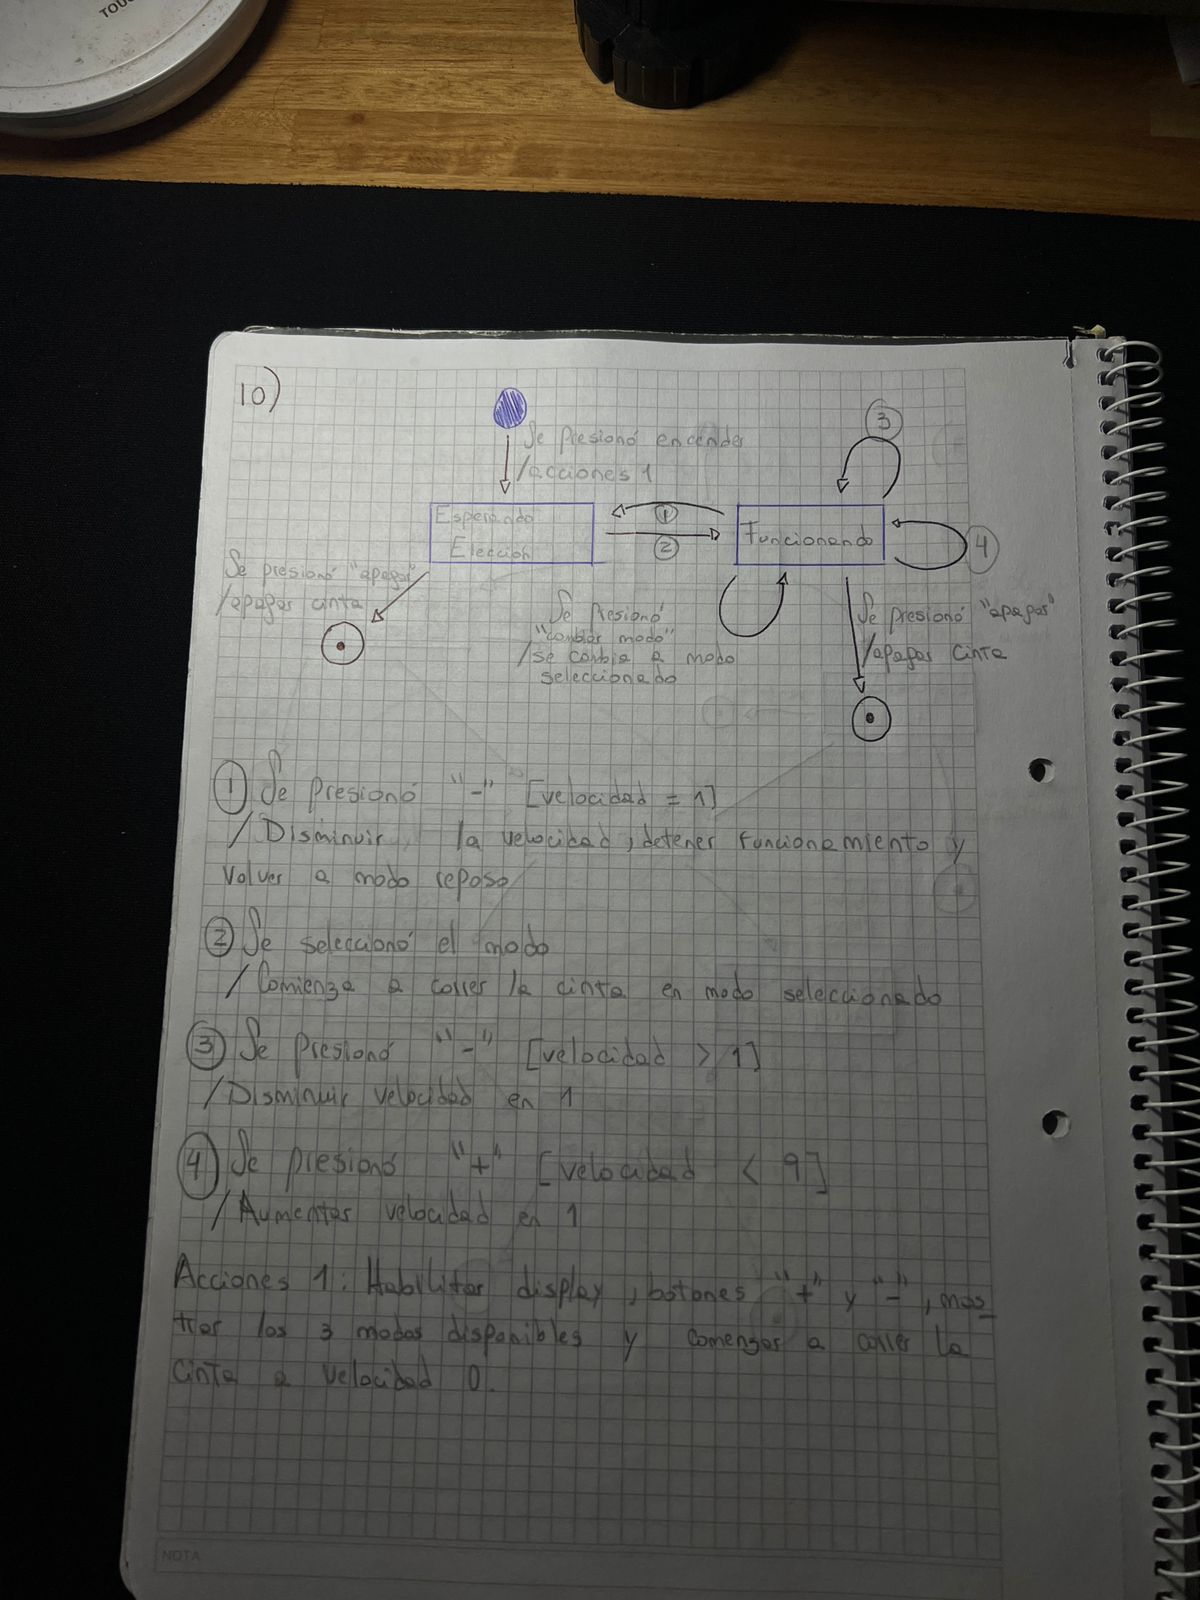 TOU
10)
Se presionó encender
/acciones 1
3
Esperando
Elección
1
2
Funcionando
4
Se presionó "apagar"
/apagar cinta
Se presionó
"cambiar modo"
/se cambia a modo
seleccionado
Se presionó "apagar"
/apagar cinta
1 Se presionó "-" [velocidad = 1]
/Disminuir la velocidad, detener funcionamiento y
volver a modo reposo
2 Se seleccionó el modo
/Comienza a correr la cinta en modo seleccionado
3 Se presionó "-" [velocidad > 1]
/Disminuir velocidad en 1
4 Se presionó "+" [velocidad < 9]
/Aumentar velocidad en 1
Acciones 1: Habilitar display, botones "+" y "-", mos
trar los 3 modos disponibles y comenzar a correr la
cinta a velocidad 0.
NOTA